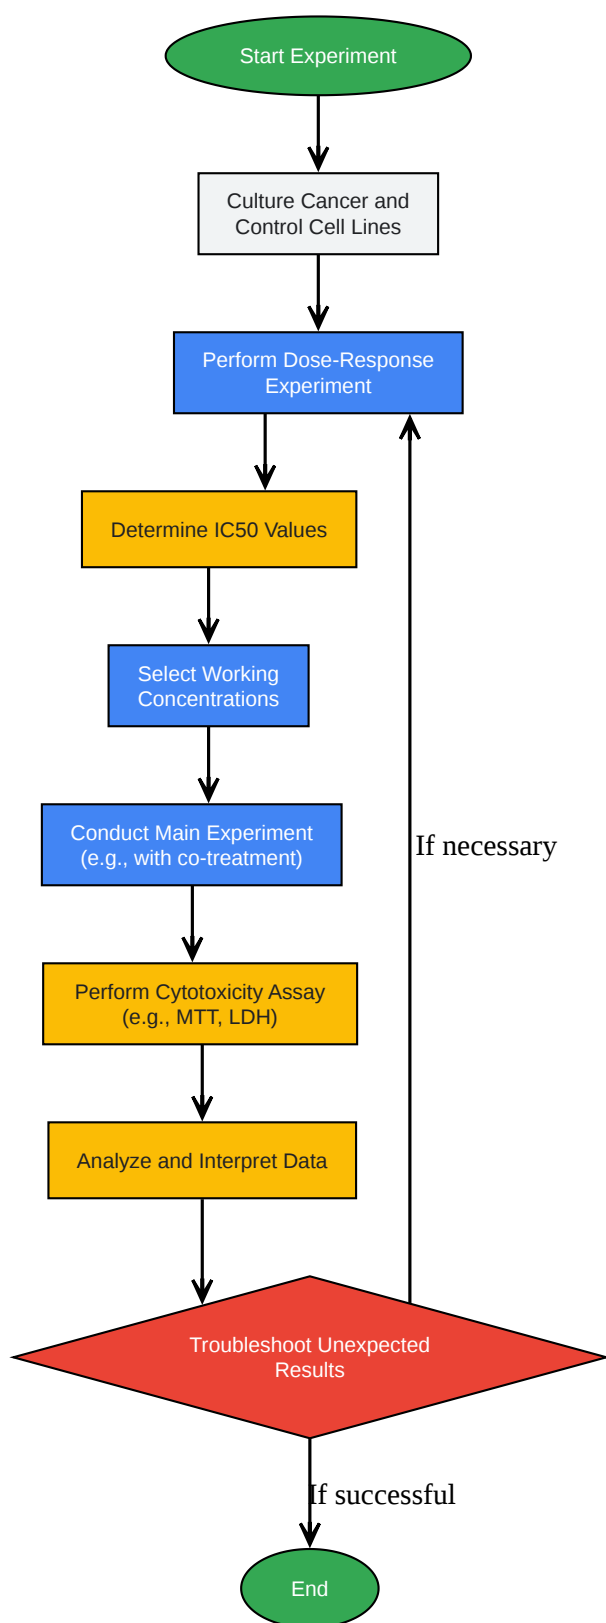 Start Experiment
Culture Cancer and
Control Cell Lines
Perform Dose-Response
Experiment
Determine IC50 Values
Select Working
Concentrations
Conduct Main Experiment
(e.g., with co-treatment)
If necessary
Perform Cytotoxicity Assay
(e.g., MTT, LDH)
Analyze and Interpret Data
Troubleshoot Unexpected
Results
If successful
End